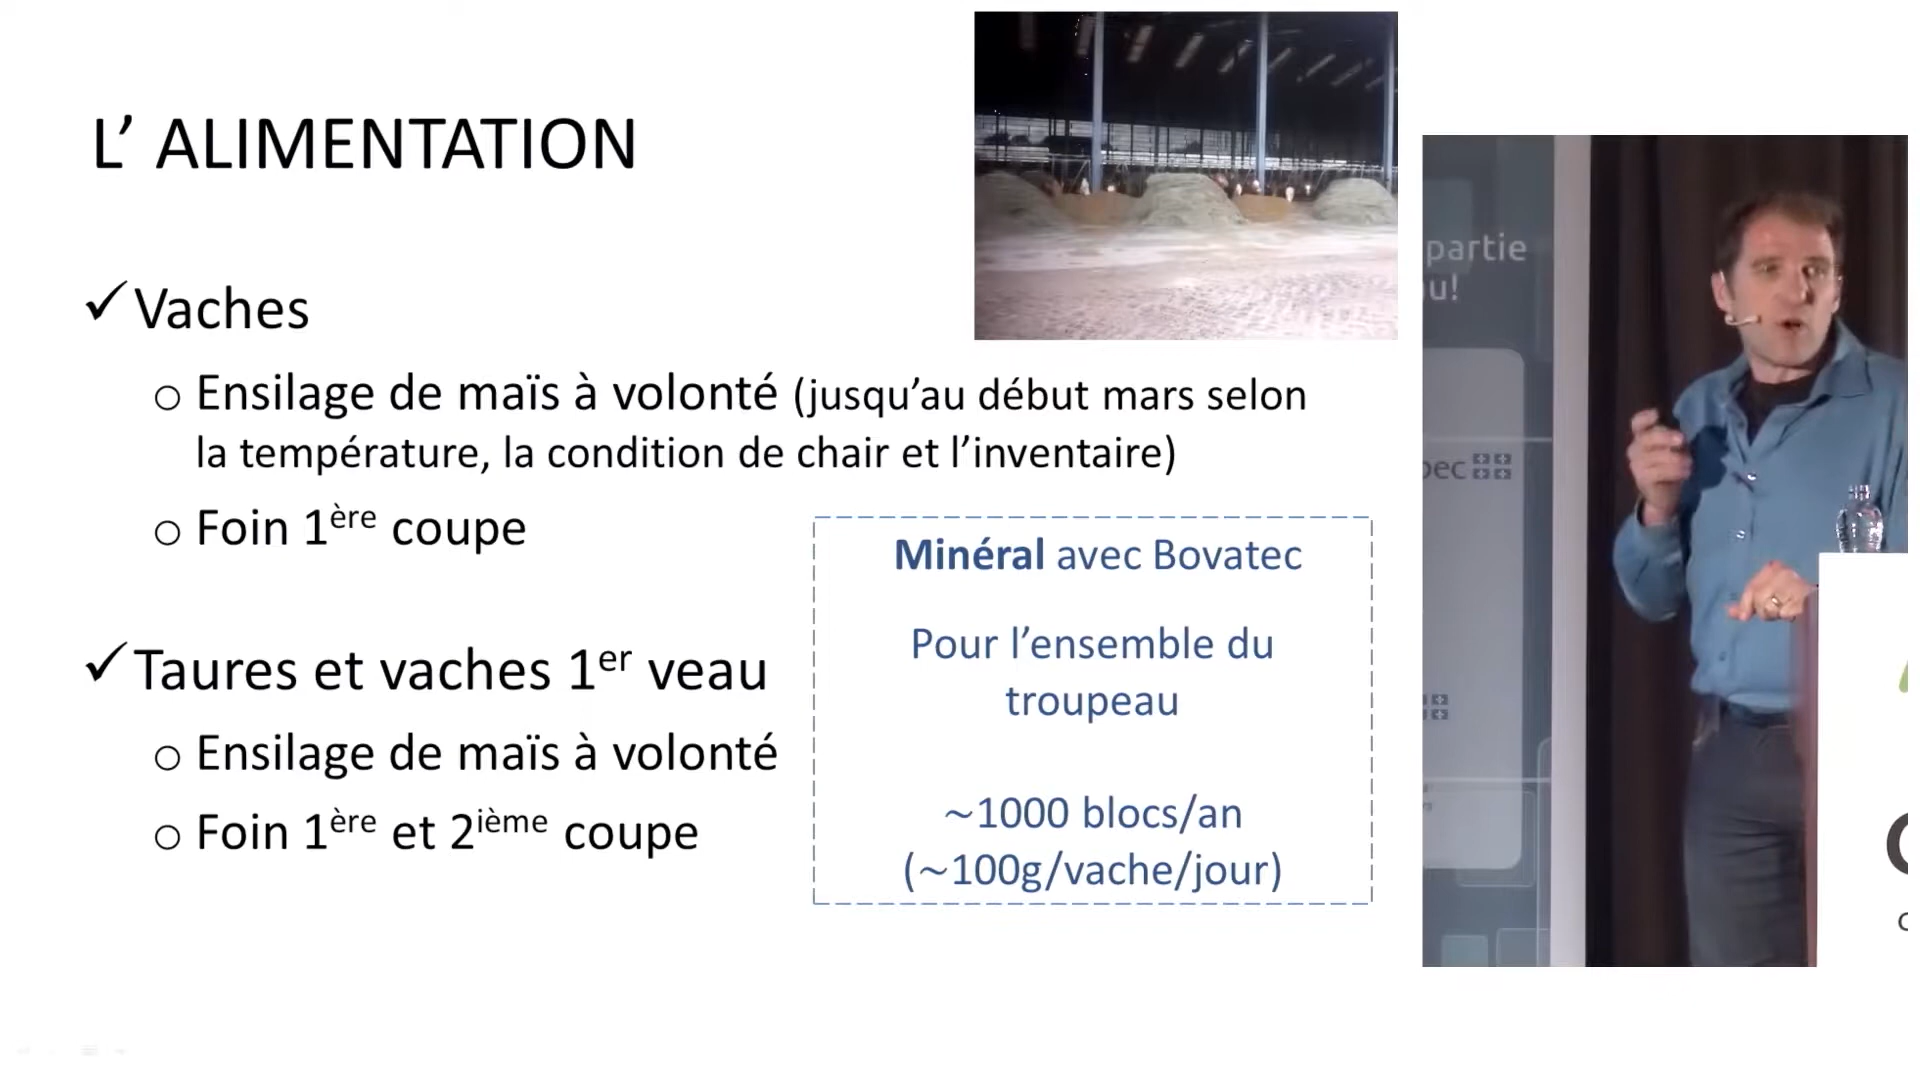 L’ ALIMENTATION
✓Vaches
o Ensilage de maïs à volonté (jusqu’au début mars selon
la température, la condition de chair et l’inventaire)
o Foin 1ère coupe
✓Taures et vaches 1er veau
o Ensilage de maïs à volonté
o Foin 1ère et 2ième coupe
Minéral avec Bovatec
Pour l’ensemble du
troupeau
~1000 blocs/an
(~100g/vache/jour)
partie
u!
bec